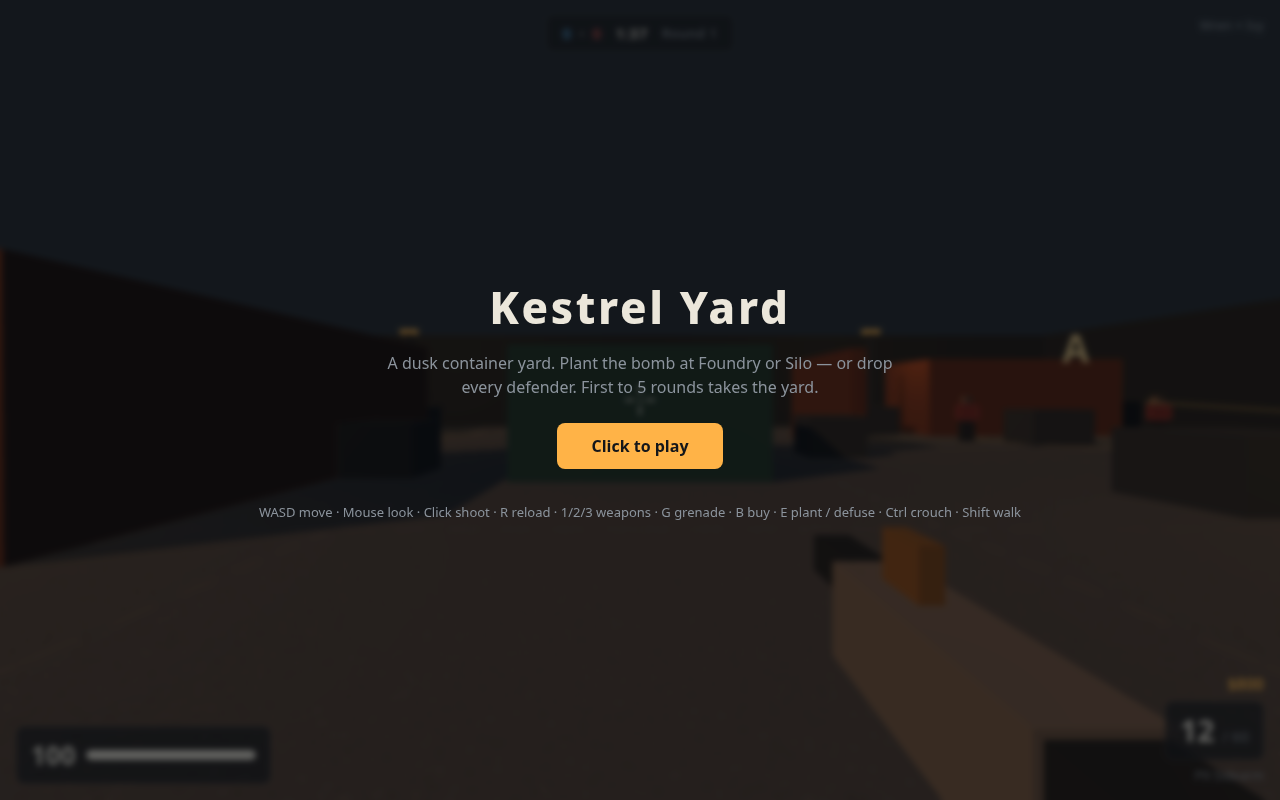 A
Kestrel Yard
A dusk container yard. Plant the bomb at Foundry or Silo — or drop
every defender. First to 5 rounds takes the yard.
Click to play
WASD move · Mouse look · Click shoot · R reload · 1/2/3 weapons · G grenade · B buy · E plant / defuse · Ctrl crouch · Shift walk
100
12